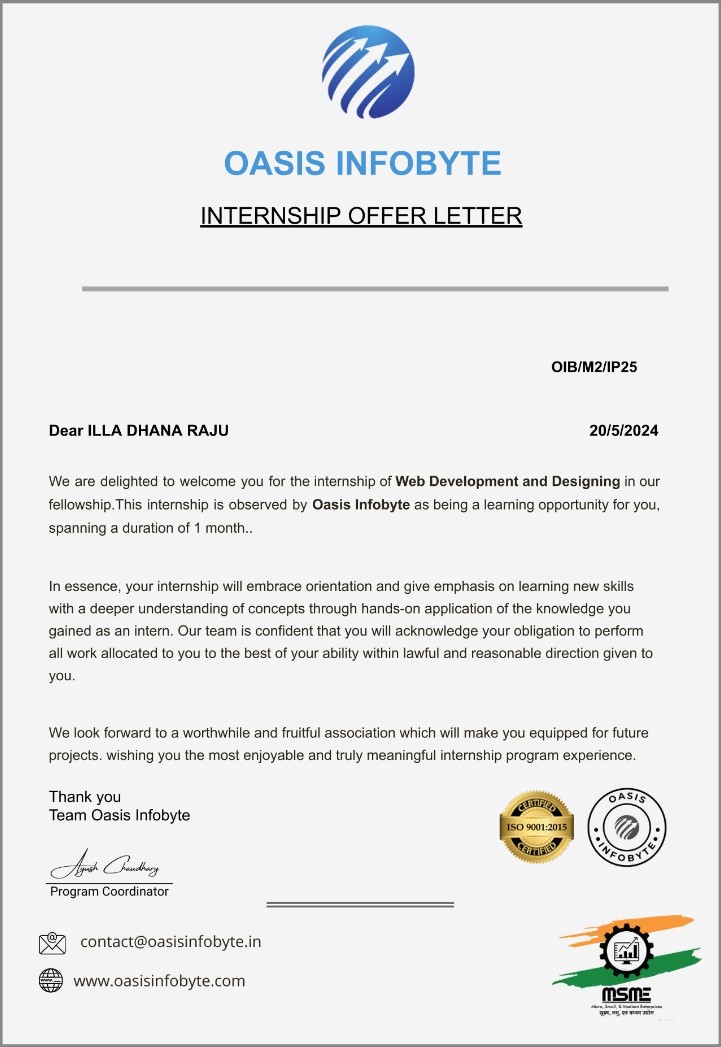 OASIS INFOBYTE
INTERNSHIP OFFER LETTER
OIB/M2/IP25
Dear ILLA DHANA RAJU 20/5/2024
We are delighted to welcome you for the internship of Web Development and Designing in our
fellowship.This internship is observed by Oasis Infobyte as being a learning opportunity for you,
spanning a duration of 1 month..
In essence, your internship will embrace orientation and give emphasis on learning new skills
with a deeper understanding of concepts through hands-on application of the knowledge you
gained as an intern. Our team is confident that you will acknowledge your obligation to perform
all work allocated to you to the best of your ability within lawful and reasonable direction given to
you.
We look forward to a worthwhile and fruitful association which will make you equipped for future
projects. wishing you the most enjoyable and truly meaningful internship program experience.
Thank you
Team Oasis Infobyte
CERTIFIED
ISO 9001:2015
CERTIFIED
OASIS
INFOBYTE
Ayush Chaudhary
Program Coordinator
contact@oasisinfobyte.in
www.oasisinfobyte.com
MSME
Micro, Small, & Medium Enterprises
सूक्ष्म, लघु, एवं मध्यम उद्योग